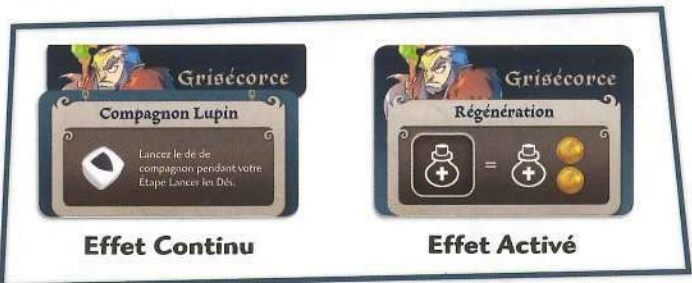 Grisécorce
Compagnon Lupin
Lancez le dé de
compagnon pendant votre
Étape Lancer les Dés.
Effet Continu
Grisécorce
Régénération
=
Effet Activé